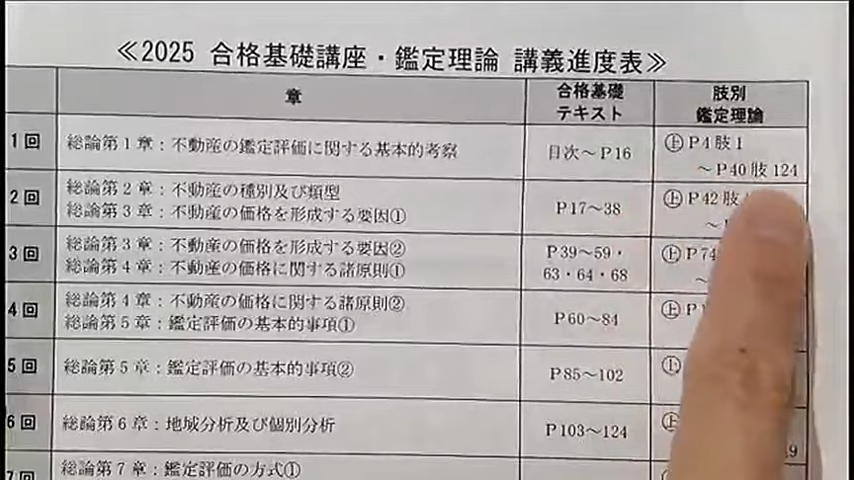 ≪2025 合格基礎講座・鑑定理論 講義進度表≫
章
合格基礎
テキスト
肢別
鑑定理論
1回
総論第1章：不動産の鑑定評価に関する基本的考察
目次～P16
㊤P4肢1
～P40肢124
2回
総論第2章：不動産の種別及び類型
総論第3章：不動産の価格を形成する要因①
P17～38
㊤P42肢
～
3回
総論第3章：不動産の価格を形成する要因②
総論第4章：不動産の価格に関する諸原則①
P39～59・
63・64・68
㊤P74
～
4回
総論第4章：不動産の価格に関する諸原則②
総論第5章：鑑定評価の基本的事項①
P60～84
㊤P
5回
総論第5章：鑑定評価の基本的事項②
P85～102
㊤
6回
総論第6章：地域分析及び個別分析
P103～124
㊤
7回
総論第7章：鑑定評価の方式①